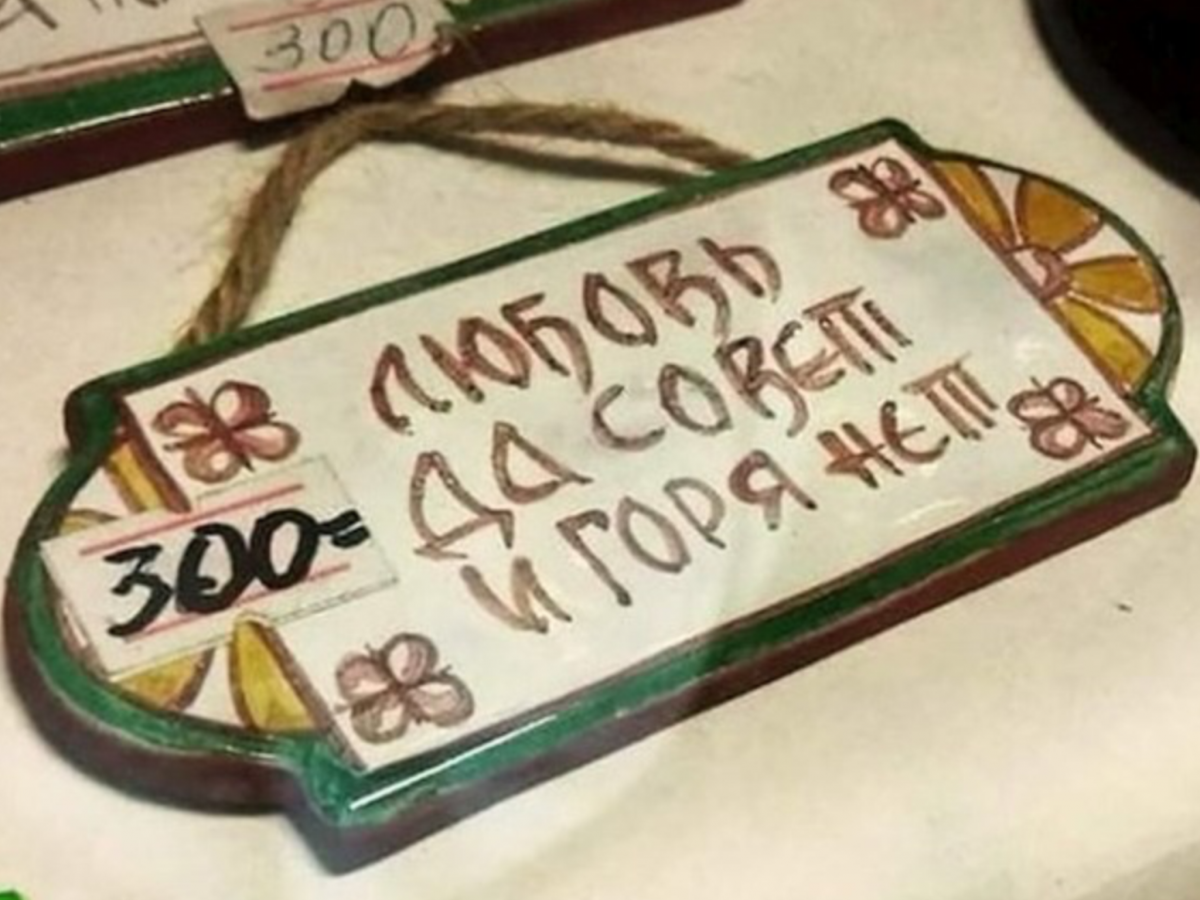 300
ЛЮБОВЬ
ДА СОВЕТ
И ГОРЯ НЕТ
300=